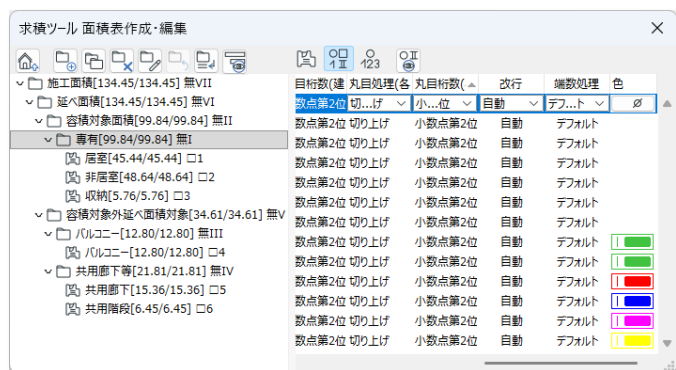 求積ツール 面積表作成・編集
123
施工面積[134.45/134.45] 無VII
延べ面積[134.45/134.45] 無VI
容積対象面積[99.84/99.84] 無II
専有[99.84/99.84] 無I
居室[45.44/45.44] □1
非居室[48.64/48.64] □2
収納[5.76/5.76] □3
容積対象外延べ面積対象[34.61/34.61] 無V
バルコニー[12.80/12.80] 無III
バルコニー[12.80/12.80] □4
共用廊下等[21.81/21.81] 無IV
共用廊下[15.36/15.36] □5
共用階段[6.45/6.45] □6
目桁数(建 丸目処理(各 丸目桁数( 改行 端数処理 色
数点第2位 切...げ 小...位 自動 デフ...ト ø
数点第2位 切り上げ 小数点第2位 自動 デフォルト
数点第2位 切り上げ 小数点第2位 自動 デフォルト
数点第2位 切り上げ 小数点第2位 自動 デフォルト
数点第2位 切り上げ 小数点第2位 自動 デフォルト
数点第2位 切り上げ 小数点第2位 自動 デフォルト
数点第2位 切り上げ 小数点第2位 自動 デフォルト
数点第2位 切り上げ 小数点第2位 自動 デフォルト
数点第2位 切り上げ 小数点第2位 自動 デフォルト
数点第2位 切り上げ 小数点第2位 自動 デフォルト
数点第2位 切り上げ 小数点第2位 自動 デフォルト
数点第2位 切り上げ 小数点第2位 自動 デフォルト
数点第2位 切り上げ 小数点第2位 自動 デフォルト